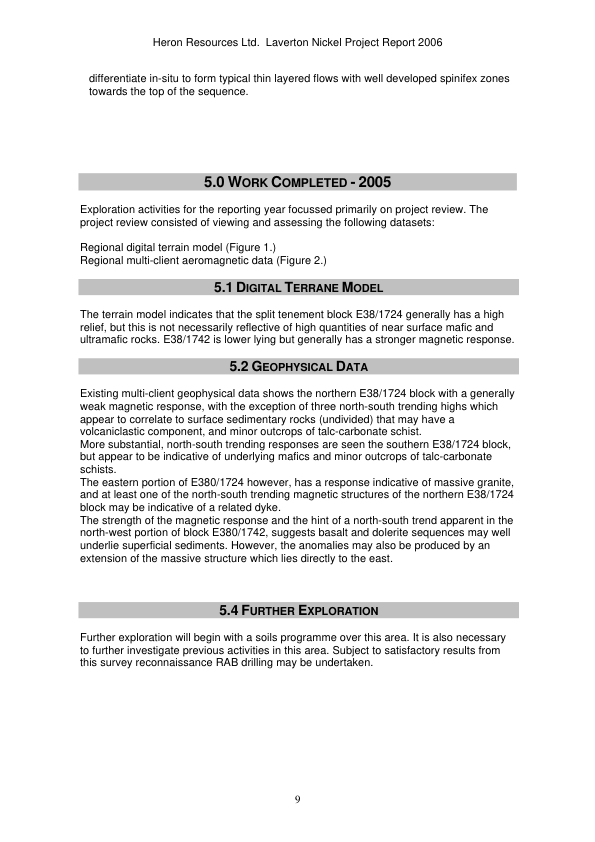 Heron Resources Ltd.  Laverton Nickel Project Report 2006
differentiate in-situ to form typical thin layered flows with well developed spinifex zones
towards the top of the sequence.
5.0 WORK COMPLETED - 2005
Exploration activities for the reporting year focussed primarily on project review. The
project review consisted of viewing and assessing the following datasets:
Regional digital terrain model (Figure 1.)
Regional multi-client aeromagnetic data (Figure 2.)
5.1 DIGITAL TERRANE MODEL
The terrain model indicates that the split tenement block E38/1724 generally has a high
relief, but this is not necessarily reflective of high quantities of near surface mafic and
ultramafic rocks. E38/1742 is lower lying but generally has a stronger magnetic response.
5.2 GEOPHYSICAL DATA
Existing multi-client geophysical data shows the northern E38/1724 block with a generally
weak magnetic response, with the exception of three north-south trending highs which
appear to correlate to surface sedimentary rocks (undivided) that may have a
volcaniclastic component, and minor outcrops of talc-carbonate schist.
More substantial, north-south trending responses are seen the southern E38/1724 block,
but appear to be indicative of underlying mafics and minor outcrops of talc-carbonate
schists.
The eastern portion of E380/1724 however, has a response indicative of massive granite,
and at least one of the north-south trending magnetic structures of the northern E38/1724
block may be indicative of a related dyke.
The strength of the magnetic response and the hint of a north-south trend apparent in the
north-west portion of block E380/1742, suggests basalt and dolerite sequences may well
underlie superficial sediments. However, the anomalies may also be produced by an
extension of the massive structure which lies directly to the east.
5.4 FURTHER EXPLORATION
Further exploration will begin with a soils programme over this area. It is also necessary
to further investigate previous activities in this area. Subject to satisfactory results from
this survey reconnaissance RAB drilling may be undertaken.
9